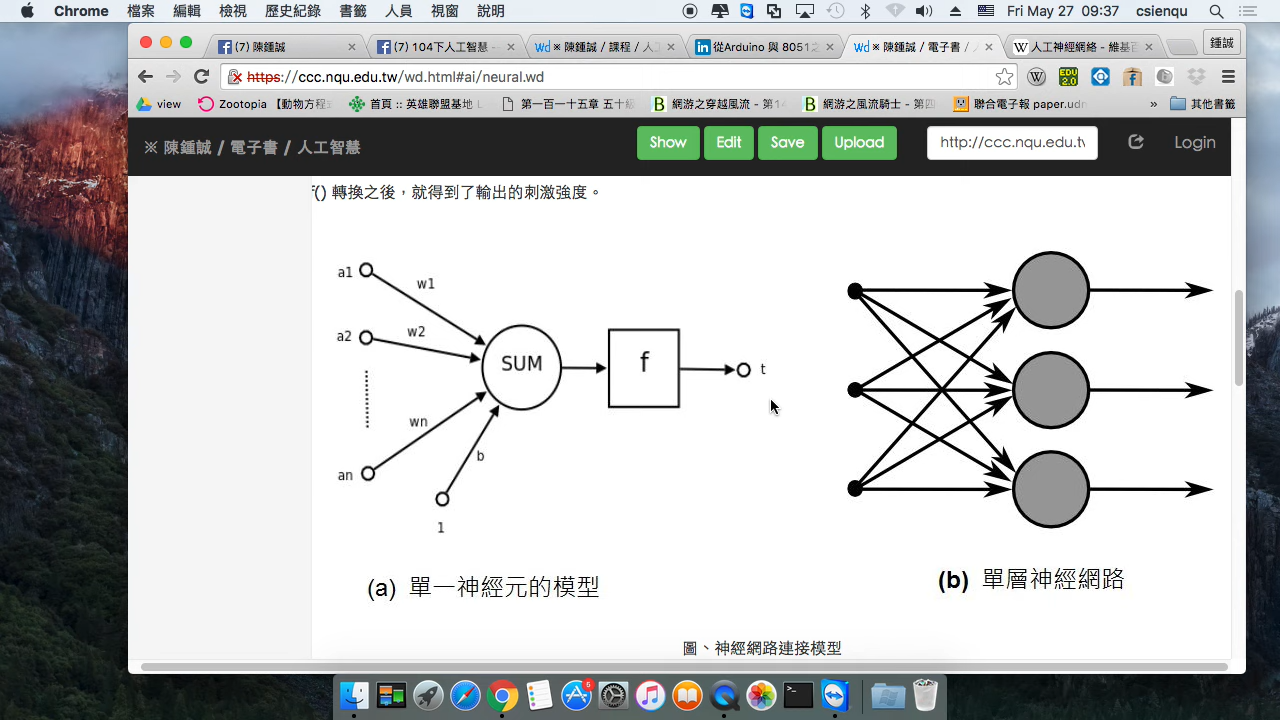 Chrome 檔案 編輯 檢視 歷史紀錄 書籤 人員 視窗 說明 Fri May 27 09:37 csienqu
(7) 陳鍾誠 (7) 104下人工智慧 - ※ 陳鍾誠 / 課程 / 人工 從Arduino 與 8051 ※ 陳鍾誠 / 電子書 / 人工神經網絡 - 維基百 鍾誠
https://ccc.nqu.edu.tw/wd.html#ai/neural.wd
view Zootopia 【動物方程式 首頁 :: 英雄聯盟基地 第一百一十五章 五十級 網游之穿越風流 - 第14 網游之風流騎士 - 第四 聯合電子報 paper.udn » 其他書籤
※ 陳鍾誠 / 電子書 / 人工智慧 Show Edit Save Upload http://ccc.nqu.edu.tv Login
f() 轉換之後，就得到了輸出的刺激強度。
a1 w1
a2 w2
SUM f t
wn
an b
1
(a) 單一神經元的模型 (b) 單層神經網路
圖、神經網路連接模型
6